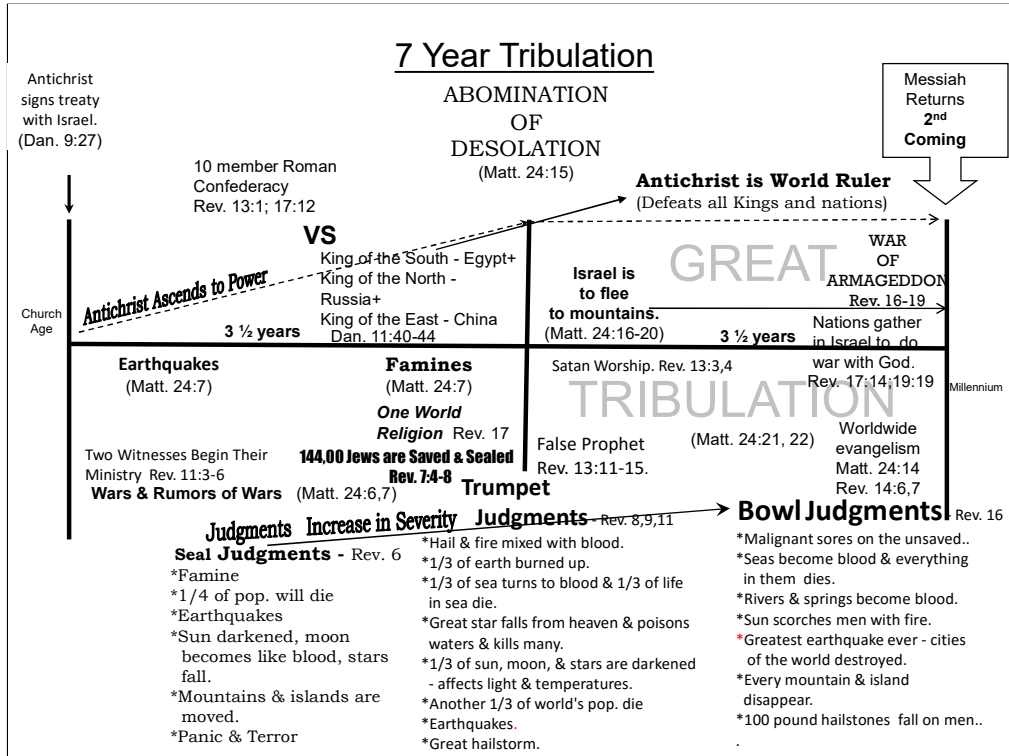 7 Year Tribulation
Antichrist
signs treaty
with Israel.
(Dan. 9:27)
ABOMINATION
OF
DESOLATION
(Matt. 24:15)
Messiah
Returns
2nd
Coming
10 member Roman
Confederacy
Rev. 13:1; 17:12
Antichrist is World Ruler
(Defeats all Kings and nations)
VS
King of the South - Egypt+
King of the North -
Russia+
King of the East - China
Dan. 11:40-44
Antichrist Ascends to Power
Church
Age
3 ½ years
GREAT
Israel is
to flee
to mountains.
(Matt. 24:16-20)
WAR
OF
ARMAGEDDON
Rev. 16-19
3 ½ years
Nations gather
in Israel to do
war with God.
Rev. 17:14;19:19
Earthquakes
(Matt. 24:7)
Famines
(Matt. 24:7)
One World
Religion Rev. 17
Satan Worship. Rev. 13:3,4
TRIBULATION
Millennium
Two Witnesses Begin Their
Ministry Rev. 11:3-6
144,00 Jews are Saved & Sealed
Rev. 7:4-8
Wars & Rumors of Wars (Matt. 24:6,7)
False Prophet
Rev. 13:11-15.
(Matt. 24:21, 22)
Worldwide
evangelism
Matt. 24:14
Rev. 14:6,7
Judgments Increase in Severity
Seal Judgments - Rev. 6
*Famine
*1/4 of pop. will die
*Earthquakes
*Sun darkened, moon
becomes like blood, stars
fall.
*Mountains & islands are
moved.
*Panic & Terror
Trumpet
Judgments - Rev. 8,9,11
*Hail & fire mixed with blood.
*1/3 of earth burned up.
*1/3 of sea turns to blood & 1/3 of life
in sea die.
*Great star falls from heaven & poisons
waters & kills many.
*1/3 of sun, moon, & stars are darkened
- affects light & temperatures.
*Another 1/3 of world's pop. die
*Earthquakes.
*Great hailstorm.
Bowl Judgments - Rev. 16
*Malignant sores on the unsaved..
*Seas become blood & everything
in them dies.
*Rivers & springs become blood.
*Sun scorches men with fire.
*Greatest earthquake ever - cities
of the world destroyed.
*Every mountain & island
disappear.
*100 pound hailstones fall on men..
.